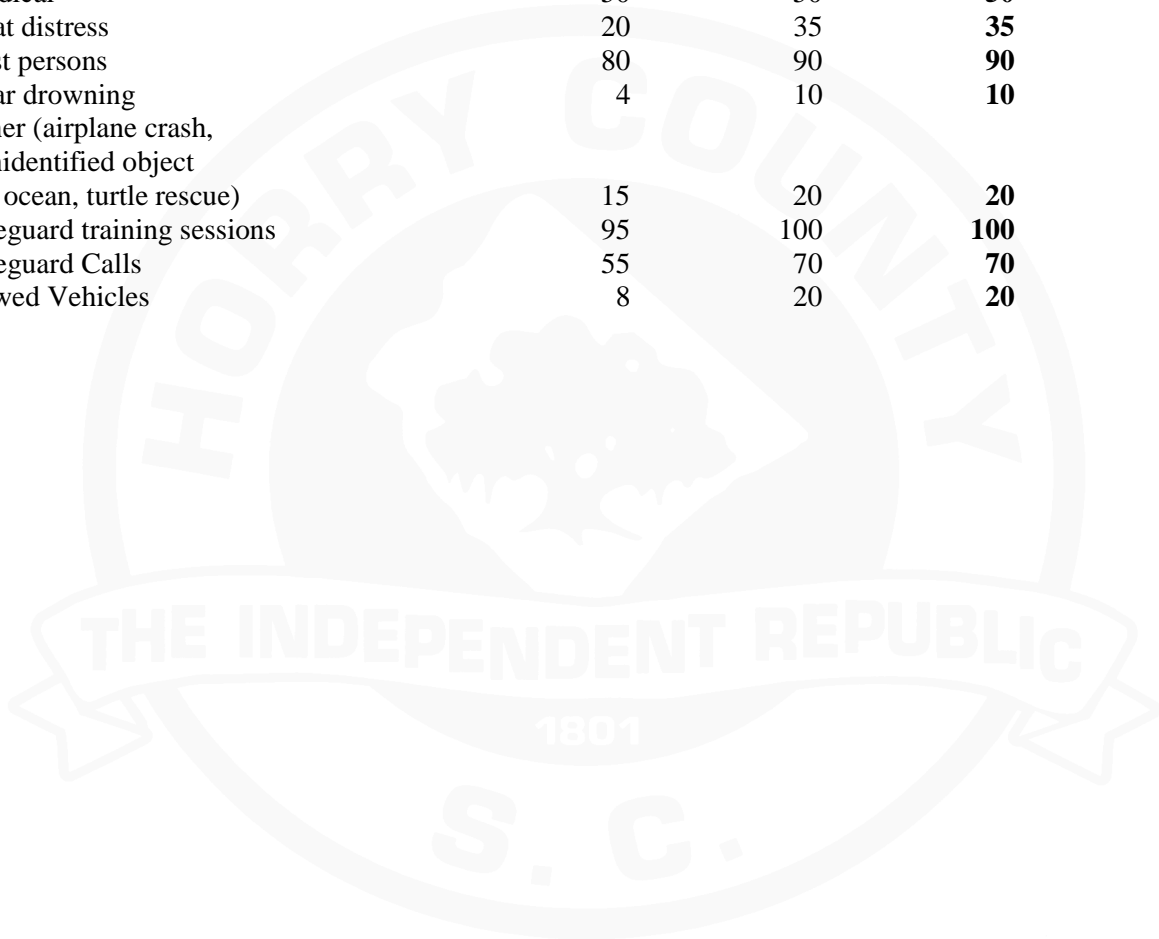 dical
at distress 20 35 35
st persons 80 90 90
ar drowning 4 10 10
her (airplane crash,
nidentified object
ocean, turtle rescue) 15 20 20
eguard training sessions 95 100 100
eguard Calls 55 70 70
wed Vehicles 8 20 20
HORRY COUNTY
THE INDEPENDENT REPUBLIC
1801
S. C.